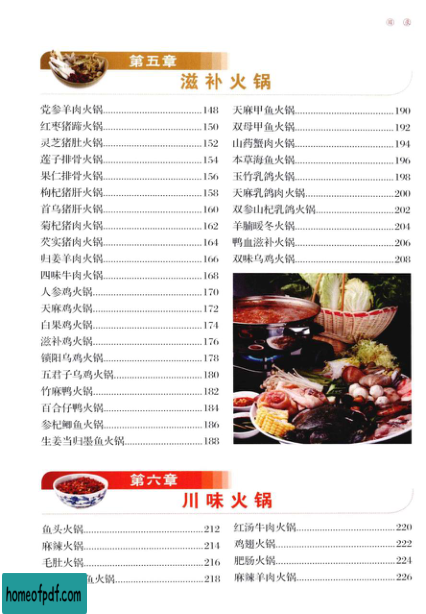 第五章
滋补火锅
党参羊肉火锅 148
红枣猪蹄火锅 150
灵芝猪肚火锅 152
莲子排骨火锅 154
果仁排骨火锅 156
枸杞猪肝火锅 158
首乌猪肝火锅 160
菊杞猪肉火锅 162
芡实猪肉火锅 164
归姜羊肉火锅 166
四味牛肉火锅 168
人参鸡火锅 170
天麻鸡火锅 172
白果鸡火锅 174
滋补鸡火锅 176
锁阳乌鸡火锅 178
五君子乌鸡火锅 180
竹麻鸭火锅 182
百合仔鸭火锅 184
参杞鲫鱼火锅 186
生姜当归墨鱼火锅 188
天麻甲鱼火锅 190
双母甲鱼火锅 192
山药蟹肉火锅 194
本草海鱼火锅 196
玉竹乳鸽火锅 198
天麻乳鸽肉火锅 200
双参山杞乳鸽火锅 202
羊腩暖冬火锅 204
鸭血滋补火锅 206
双味乌鸡火锅 208
第六章
川味火锅
鱼头火锅 212
麻辣火锅 214
毛肚火锅 216
鱼火锅 218
红汤牛肉火锅 220
鸡翅火锅 222
肥肠火锅 224
麻辣羊肉火锅 226
homeofpdf.com